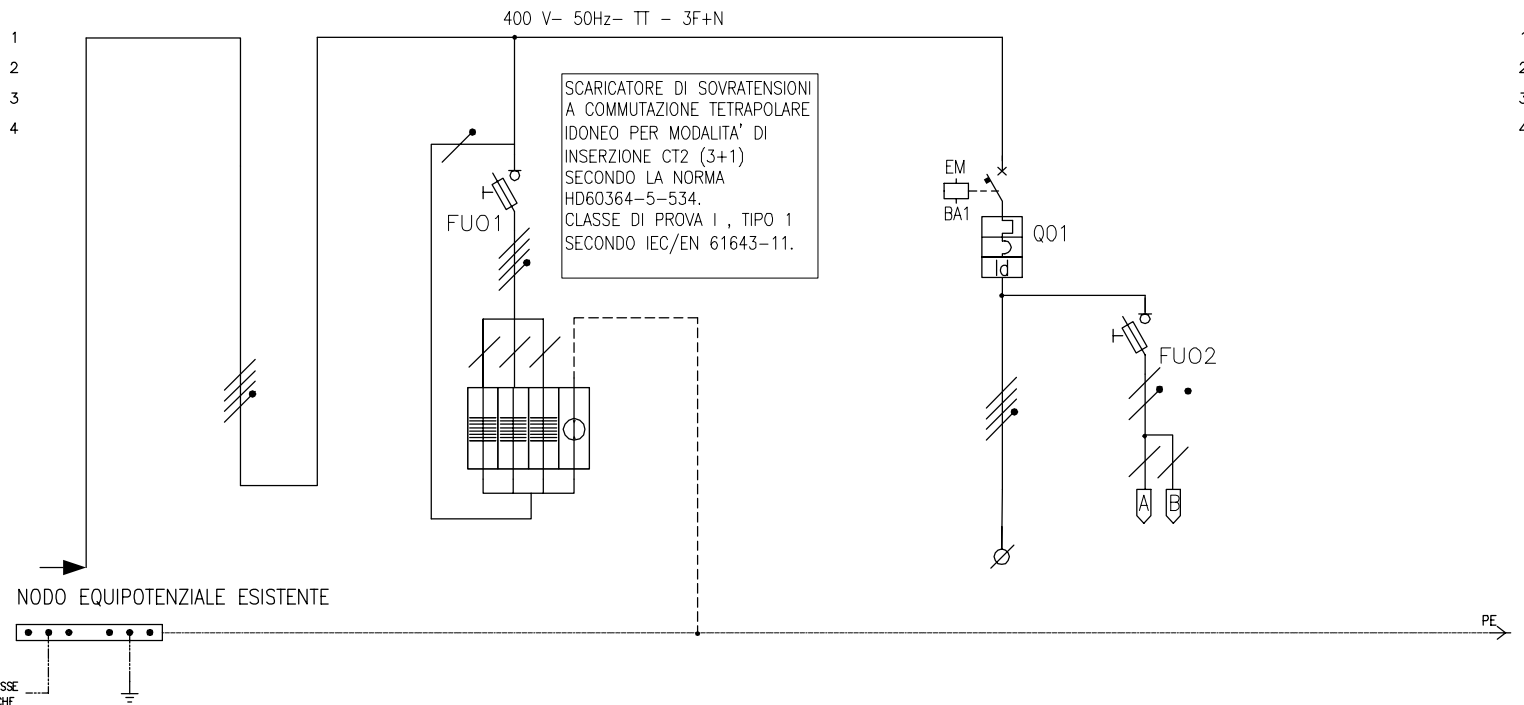 400 V- 50Hz- TT - 3F+N
1
2
3
4
SCARICATORE DI SOVRATENSIONI
A COMMUTAZIONE TETRAPOLARE
IDONEO PER MODALITA' DI
INSERZIONE CT2 (3+1)
SECONDO LA NORMA
HD60364-5-534.
CLASSE DI PROVA I , TIPO 1
SECONDO IEC/EN 61643-11.
FU01
EM
BA1
Q01
Id
FU02
A
B
NODO EQUIPOTENZIALE ESISTENTE
PE